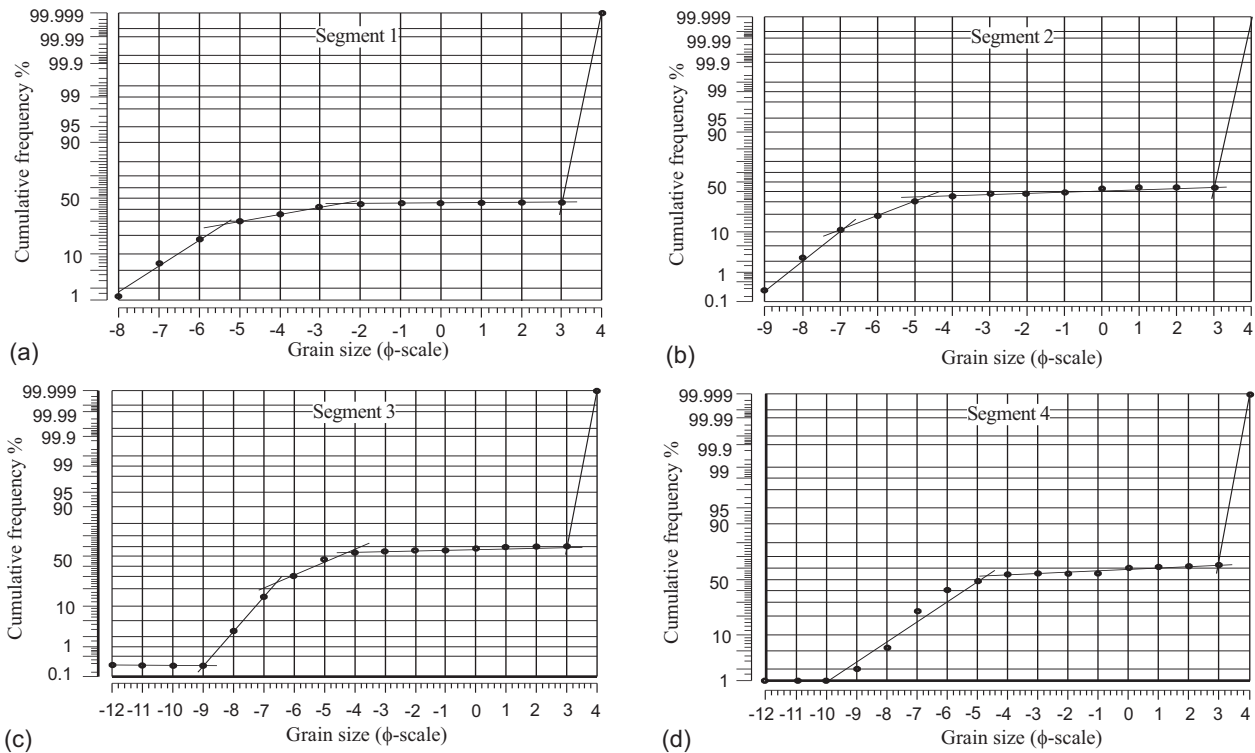 Segment 1
Cumulative frequency %
99.999
99.99
99.9
99
95
90
50
10
1
-8 -7 -6 -5 -4 -3 -2 -1 0 1 2 3 4
Grain size (ϕ-scale)
(a)
Segment 2
Cumulative frequency %
99.999
99.99
99.9
99
95
90
50
10
1
0.1
-9 -8 -7 -6 -5 -4 -3 -2 -1 0 1 2 3 4
Grain size (ϕ-scale)
(b)
Segment 3
Cumulative frequency %
99.999
99.99
99.9
99
95
90
50
10
1
0.1
-12 -11 -10 -9 -8 -7 -6 -5 -4 -3 -2 -1 0 1 2 3 4
Grain size (ϕ-scale)
(c)
Segment 4
Cumulative frequency %
99.999
99.99
99.9
99
95
90
50
10
1
-12 -11 -10 -9 -8 -7 -6 -5 -4 -3 -2 -1 0 1 2 3 4
Grain size (ϕ-scale)
(d)